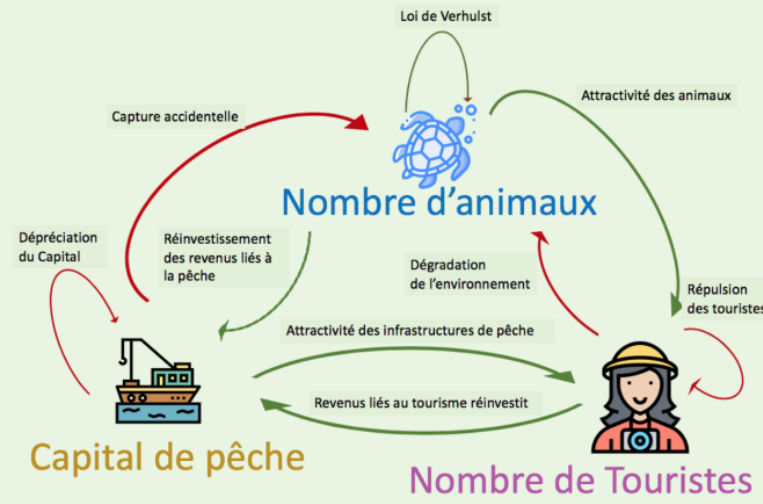 Loi de Verhulst
Attractivité des animaux
Capture accidentelle
Nombre d'animaux
Dépréciation
du Capital
Réinvestissement
des revenus liés à
la pêche
Dégradation
de l'environnement
Répulsion
des touristes
Attractivité des infrastructures de pêche
Revenus liés au tourisme réinvestit
Capital de pêche
Nombre de Touristes